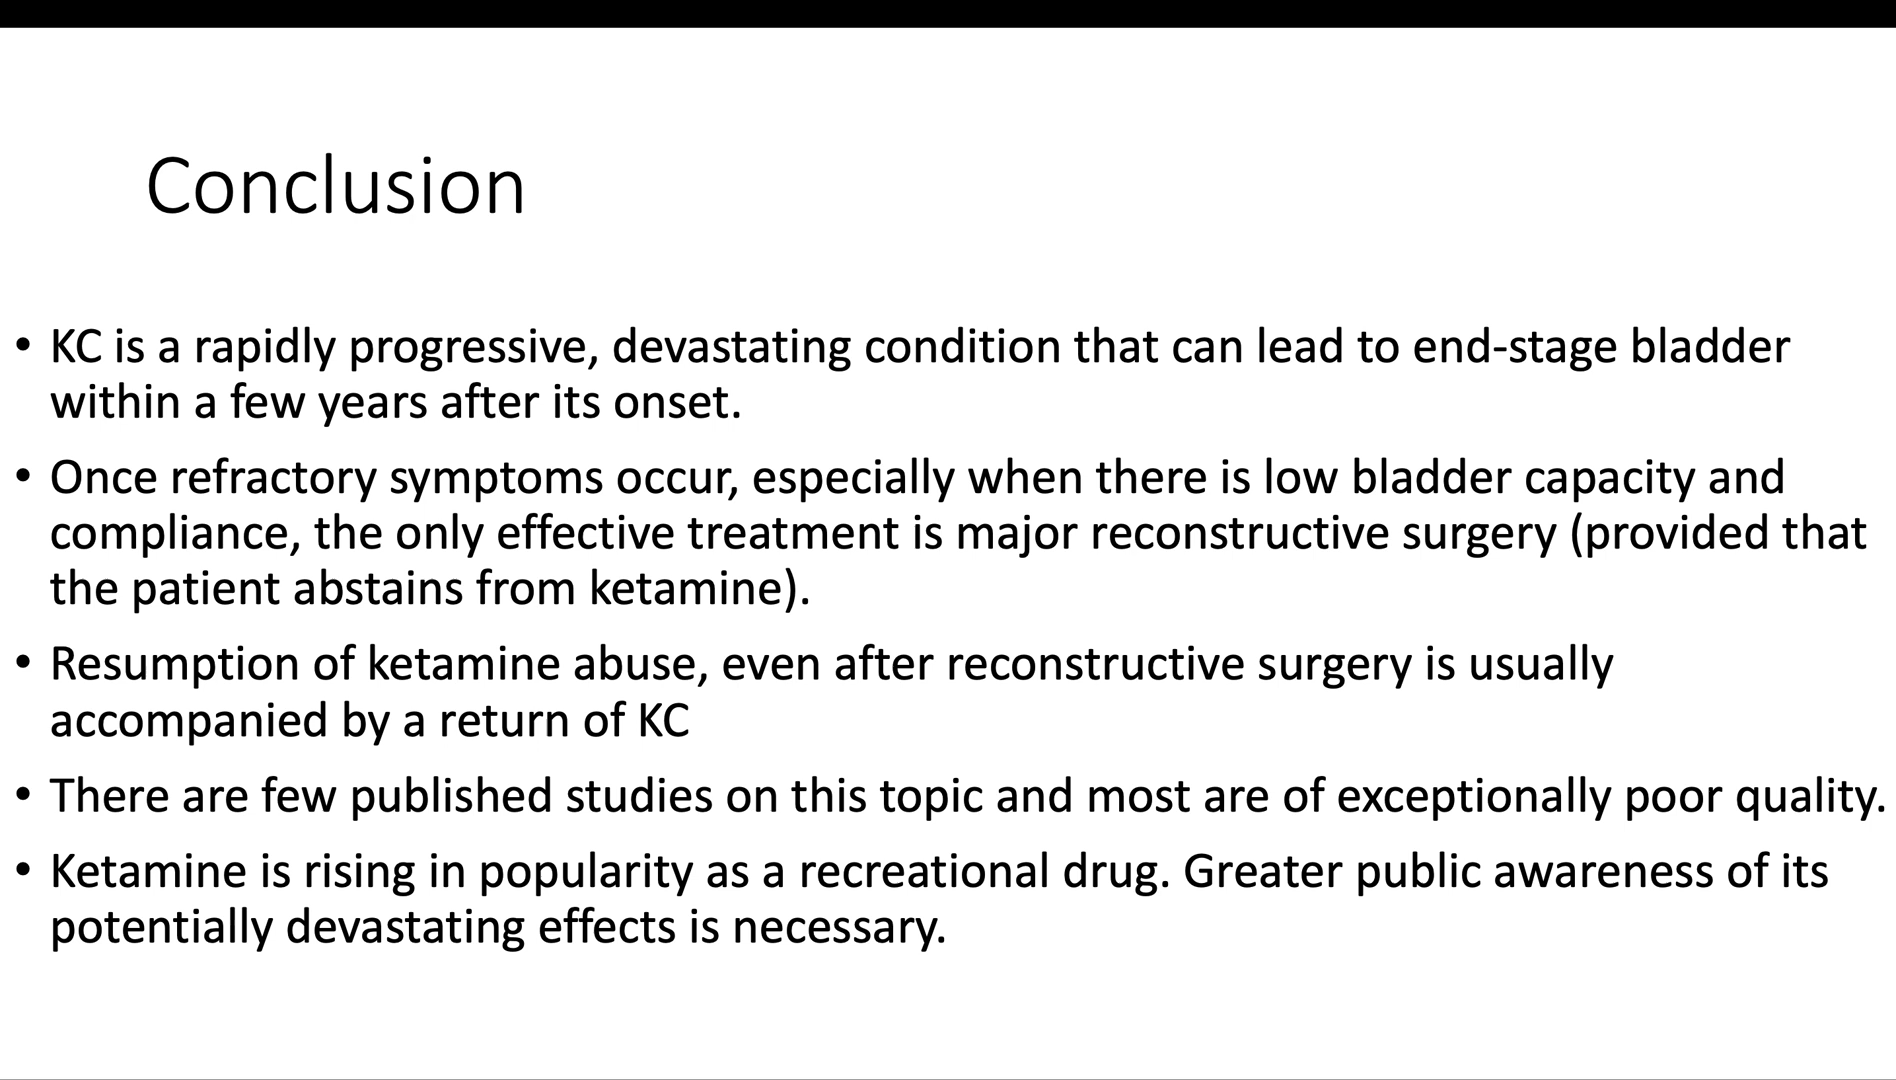 Conclusion
• KC is a rapidly progressive, devastating condition that can lead to end-stage bladder
within a few years after its onset.
• Once refractory symptoms occur, especially when there is low bladder capacity and
compliance, the only effective treatment is major reconstructive surgery (provided that
the patient abstains from ketamine).
• Resumption of ketamine abuse, even after reconstructive surgery is usually
accompanied by a return of KC
• There are few published studies on this topic and most are of exceptionally poor quality.
• Ketamine is rising in popularity as a recreational drug. Greater public awareness of its
potentially devastating effects is necessary.